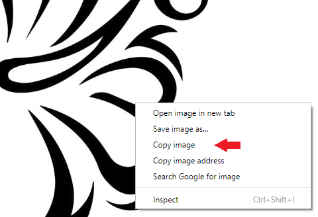 Open image in new tab
Save image as...
Copy image
Copy image address
Search Google for image
Inspect Ctrl+Shift+I